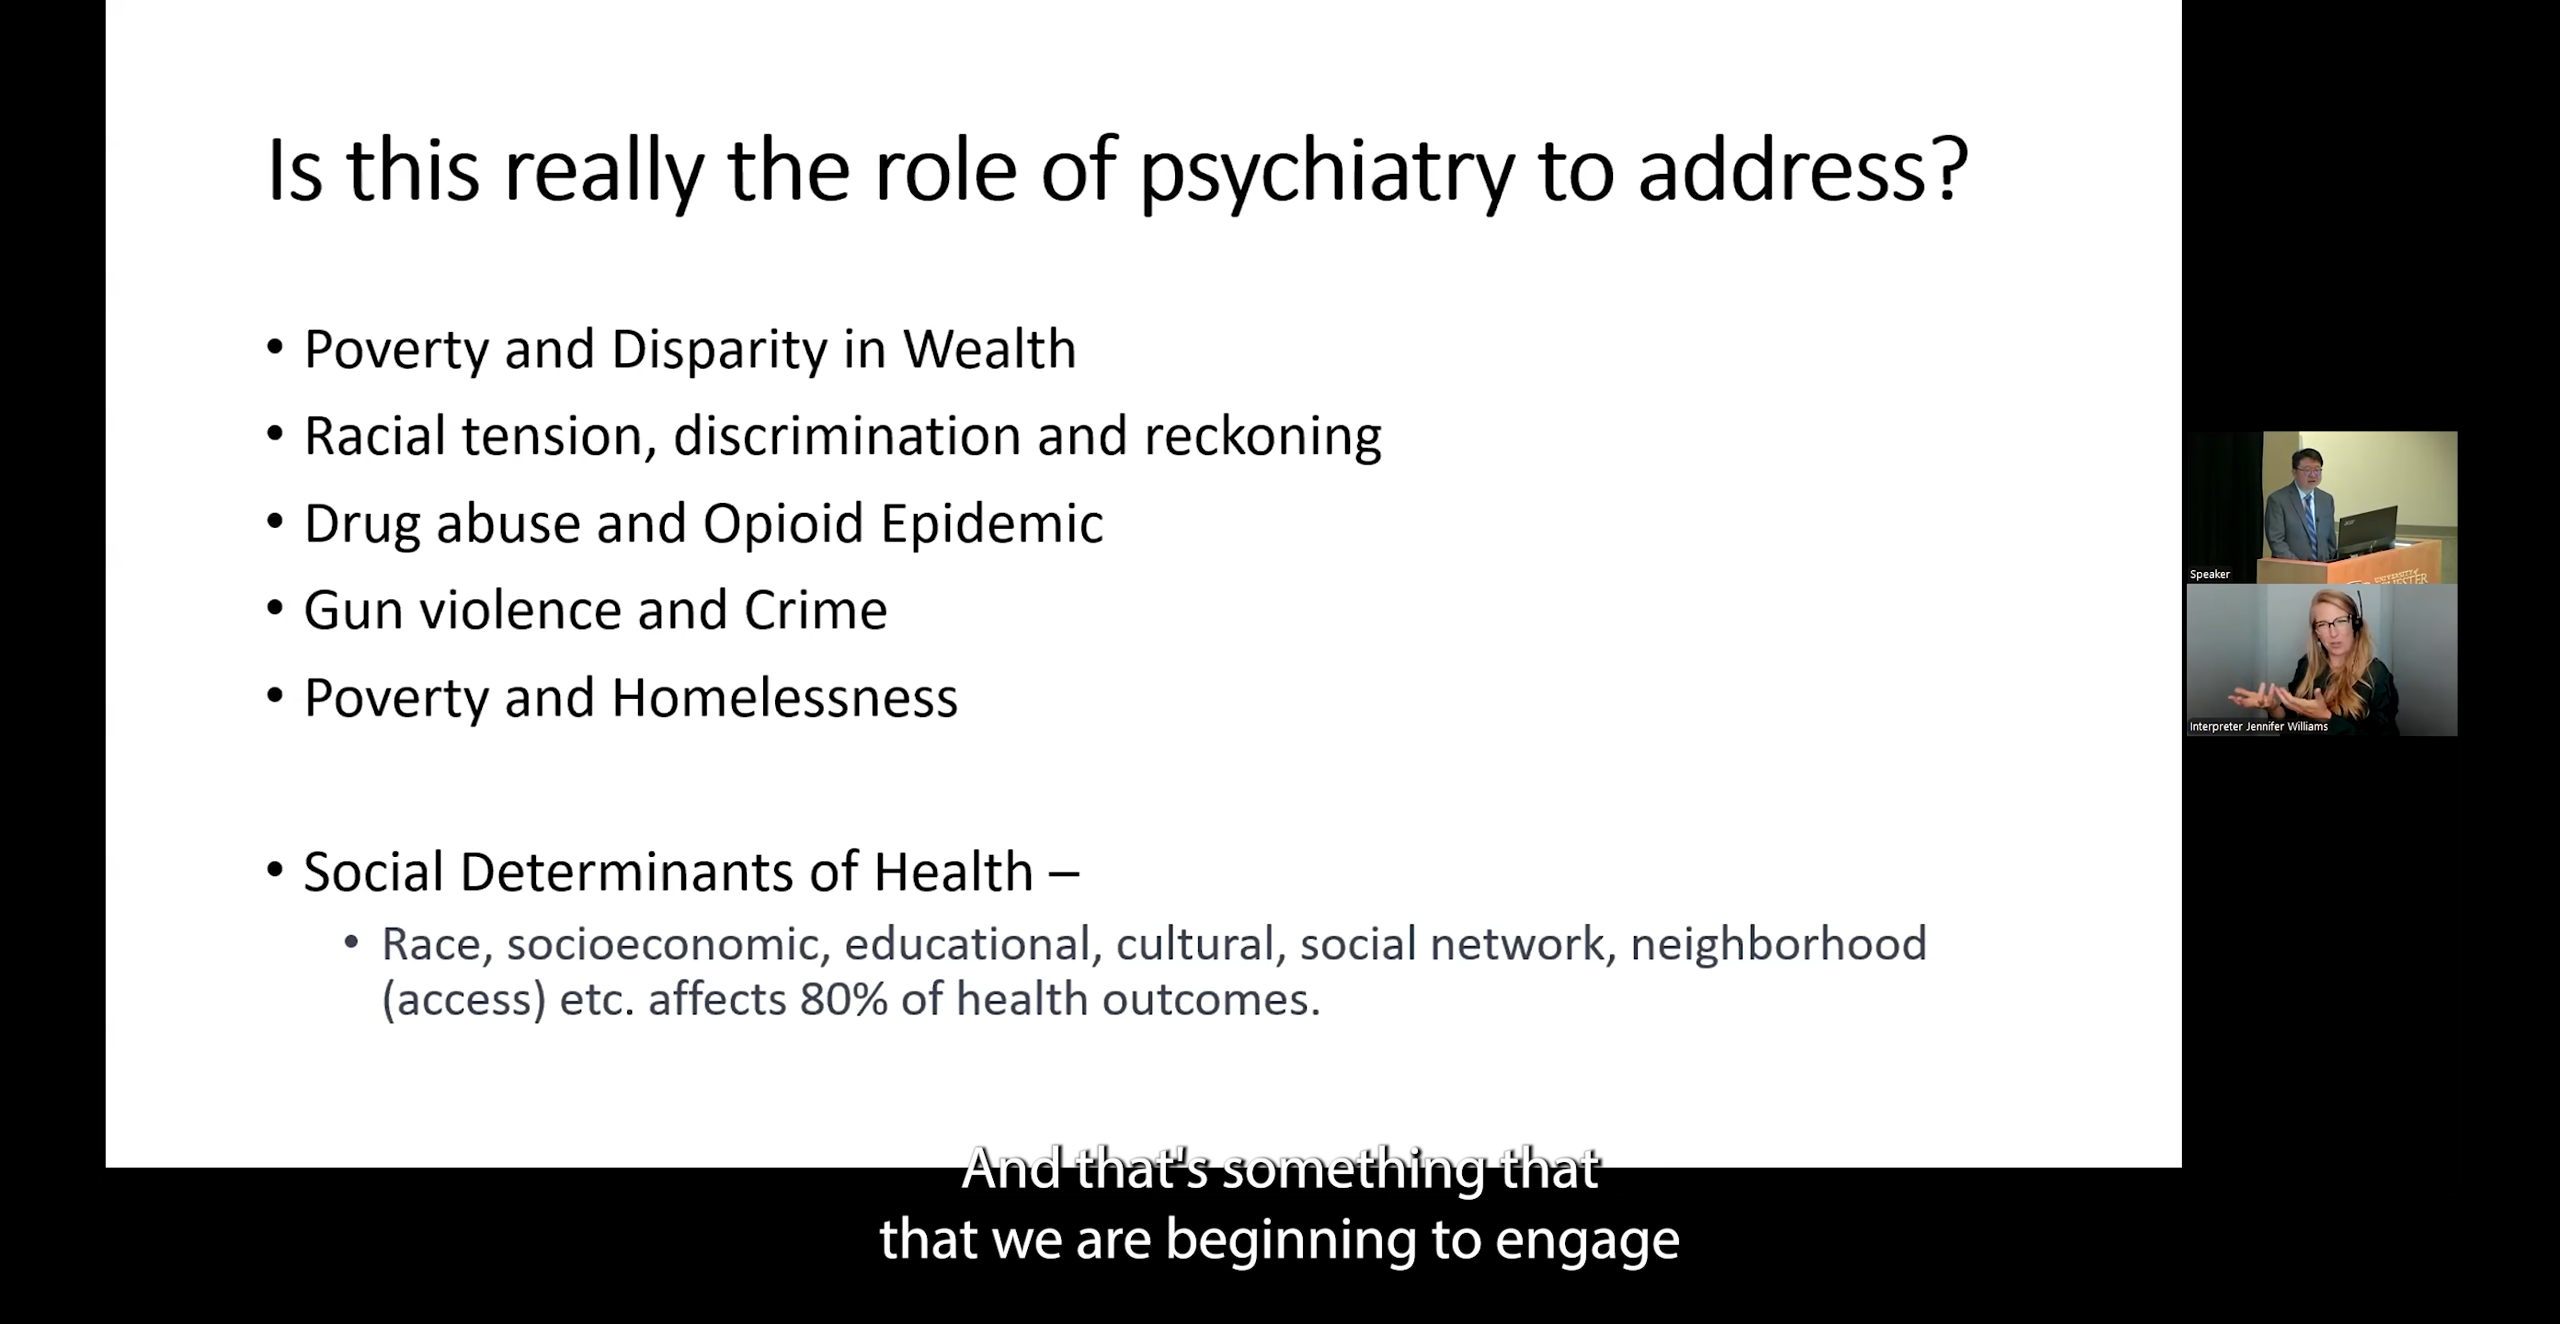 Is this really the role of psychiatry to address?
• Poverty and Disparity in Wealth
• Racial tension, discrimination and reckoning
• Drug abuse and Opioid Epidemic
• Gun violence and Crime
• Poverty and Homelessness
• Social Determinants of Health –
• Race, socioeconomic, educational, cultural, social network, neighborhood
(access) etc. affects 80% of health outcomes.
Speaker
UNIVERSITY of
Interpreter Jennifer Williams
And that's something that
that we are beginning to engage